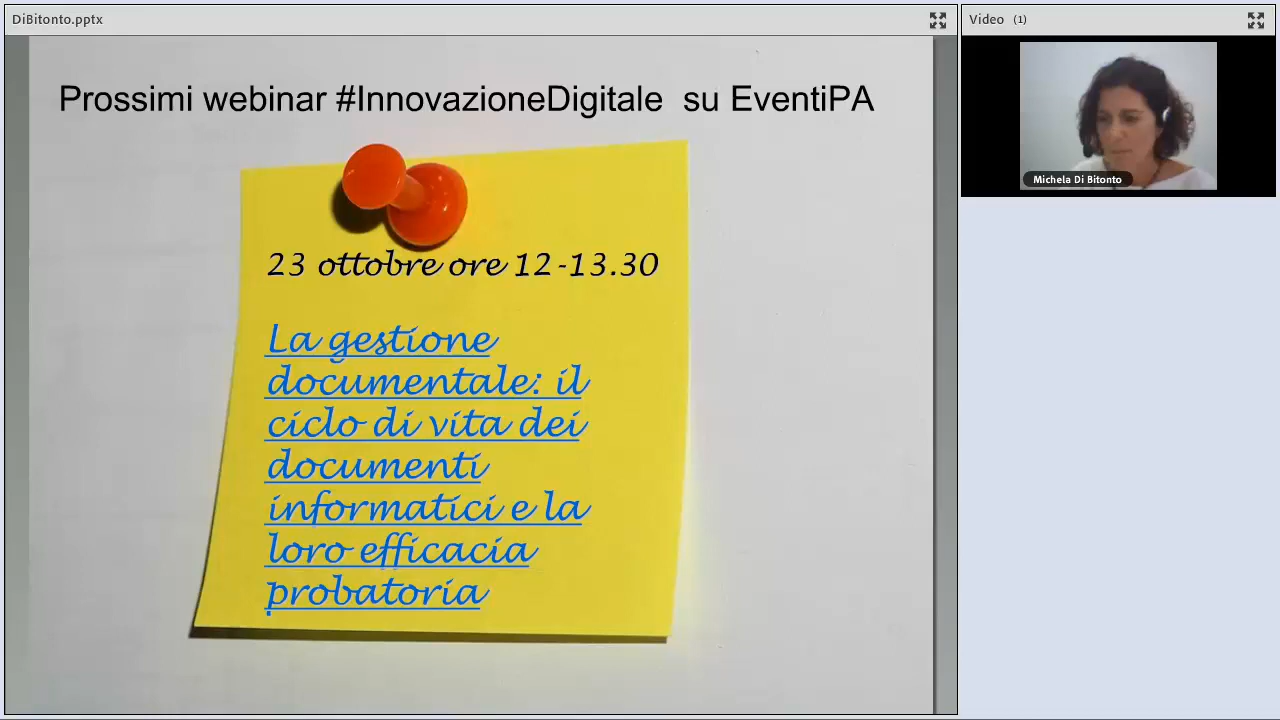 DiBitonto.pptx
Video (1)
Prossimi webinar #InnovazioneDigitale su EventiPA
Michela Di Bitonto
23 ottobre ore 12-13.30
La gestione
documentale: il
ciclo di vita dei
documenti
informatici e la
loro efficacia
probatoria